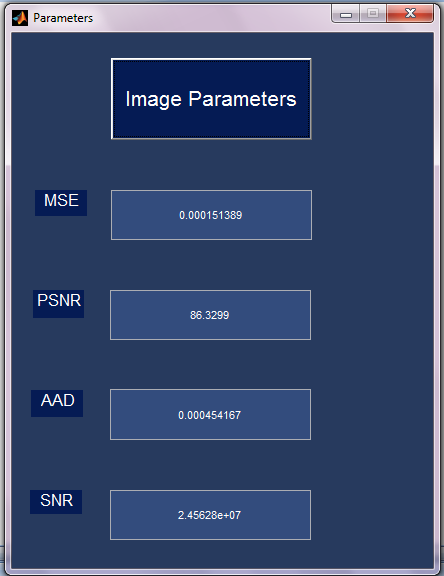 Parameters
Image Parameters
MSE
0.000151389
PSNR
86.3299
AAD
0.000454167
SNR
2.45628e+07